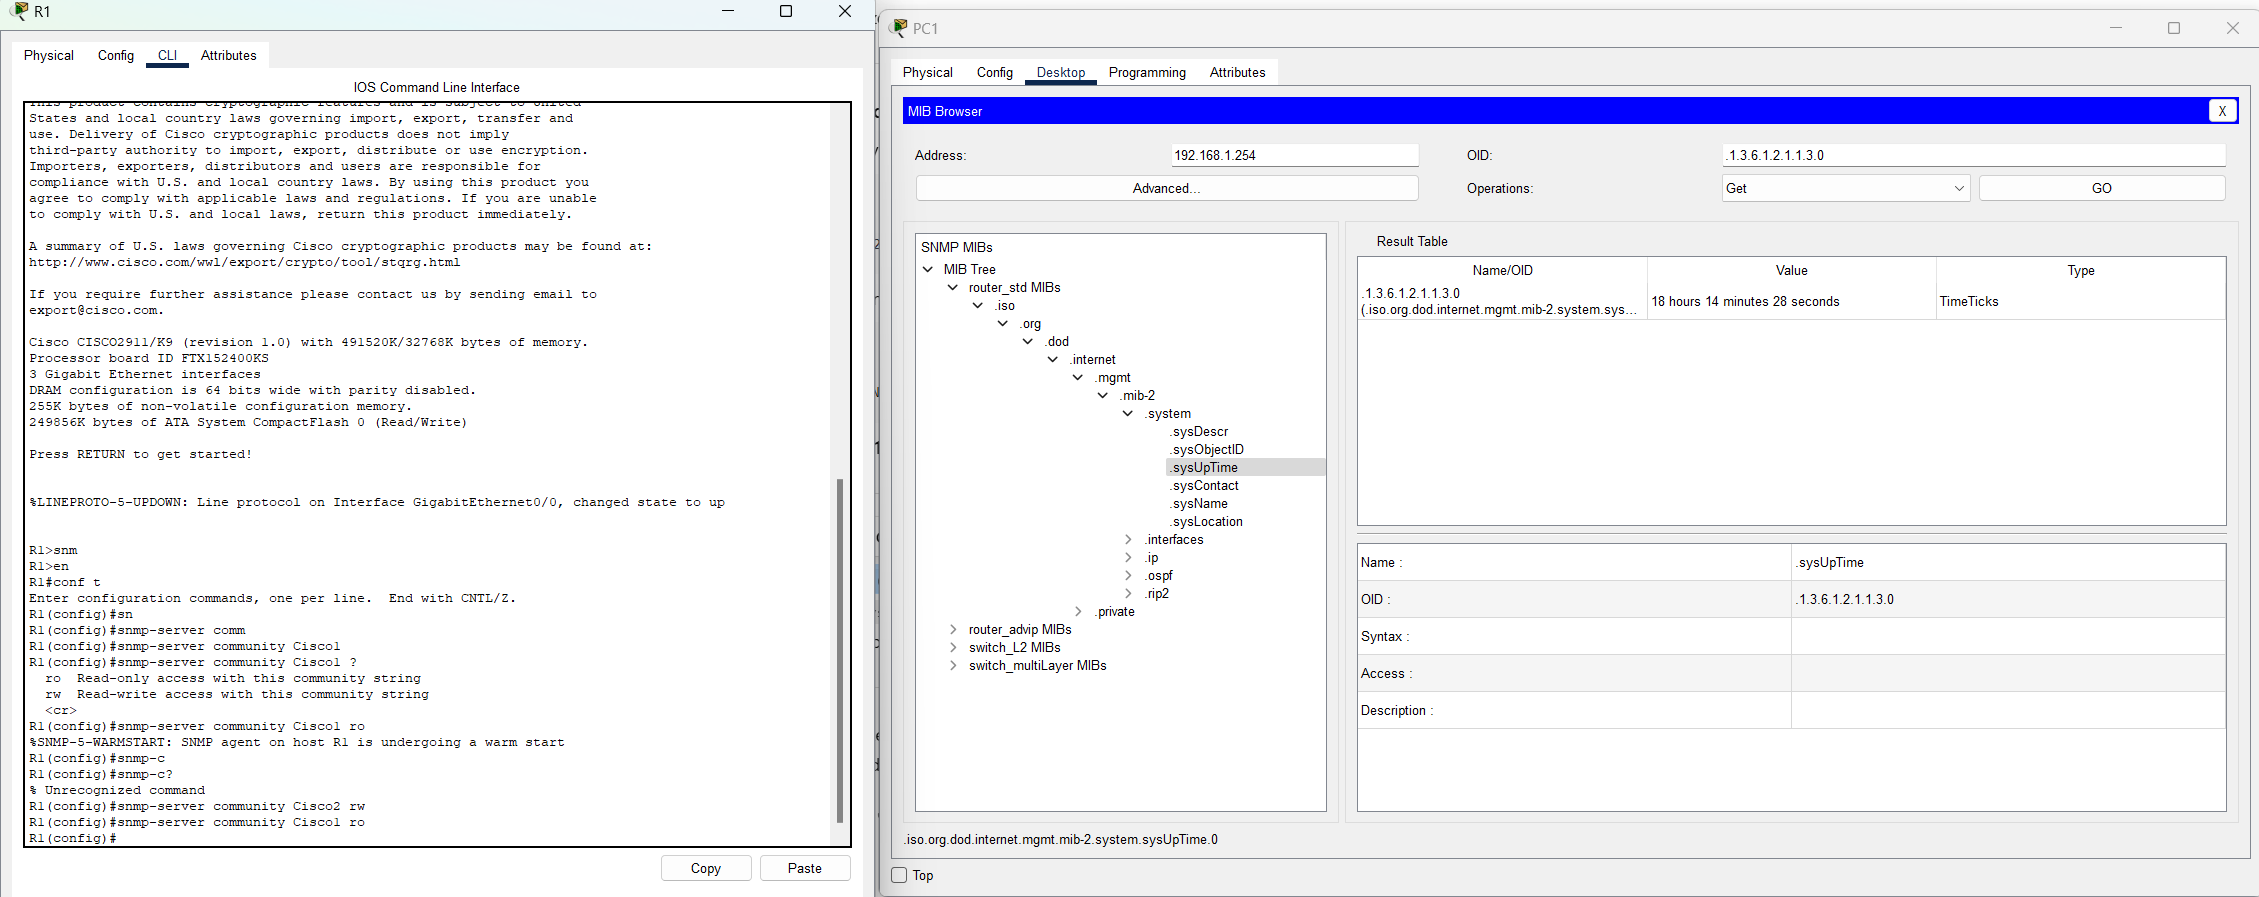 R1
Physical
Config
CLI
Attributes
IOS Command Line Interface
This product contains cryptographic features and is subject to United
States and local country laws governing import, export, transfer and
use. Delivery of Cisco cryptographic products does not imply
third-party authority to import, export, distribute or use encryption.
Importers, exporters, distributors and users are responsible for
compliance with U.S. and local country laws. By using this product you
agree to comply with applicable laws and regulations. If you are unable
to comply with U.S. and local laws, return this product immediately.
A summary of U.S. laws governing Cisco cryptographic products may be found at:
http://www.cisco.com/wwl/export/crypto/tool/stqrg.html
If you require further assistance please contact us by sending email to
export@cisco.com.
Cisco CISCO2911/K9 (revision 1.0) with 491520K/32768K bytes of memory.
Processor board ID FTX152400KS
3 Gigabit Ethernet interfaces
DRAM configuration is 64 bits wide with parity disabled.
255K bytes of non-volatile configuration memory.
249856K bytes of ATA System CompactFlash 0 (Read/Write)
Press RETURN to get started!
%LINEPROTO-5-UPDOWN: Line protocol on Interface GigabitEthernet0/0, changed state to up
R1>snm
R1>en
R1#conf t
Enter configuration commands, one per line.  End with CNTL/Z.
R1(config)#sn
R1(config)#snmp-server comm
R1(config)#snmp-server community Cisco1
R1(config)#snmp-server community Cisco1 ?
ro  Read-only access with this community string
rw  Read-write access with this community string
<cr>
R1(config)#snmp-server community Cisco1 ro
%SNMP-5-WARMSTART: SNMP agent on host R1 is undergoing a warm start
R1(config)#snmp-c
R1(config)#snmp-c?
% Unrecognized command
R1(config)#snmp-server community Cisco2 rw
R1(config)#snmp-server community Cisco1 ro
R1(config)#
Copy
Paste
PC1
Physical
Config
Desktop
Programming
Attributes
MIB Browser
X
Address:
192.168.1.254
OID:
.1.3.6.1.2.1.1.3.0
Advanced...
Operations:
Get
GO
SNMP MIBs
MIB Tree
router_std MIBs
.iso
.org
.dod
.internet
.mgmt
.mib-2
.system
.sysDescr
.sysObjectID
.sysUpTime
.sysContact
.sysName
.sysLocation
.interfaces
.ip
.ospf
.rip2
.private
router_advip MIBs
switch_L2 MIBs
switch_multiLayer MIBs
Result Table
Name/OID
Value
Type
.1.3.6.1.2.1.1.3.0
(.iso.org.dod.internet.mgmt.mib-2.system.sys...
18 hours 14 minutes 28 seconds
TimeTicks
Name :
.sysUpTime
OID :
.1.3.6.1.2.1.1.3.0
Syntax :
Access :
Description :
.iso.org.dod.internet.mgmt.mib-2.system.sysUpTime.0
Top